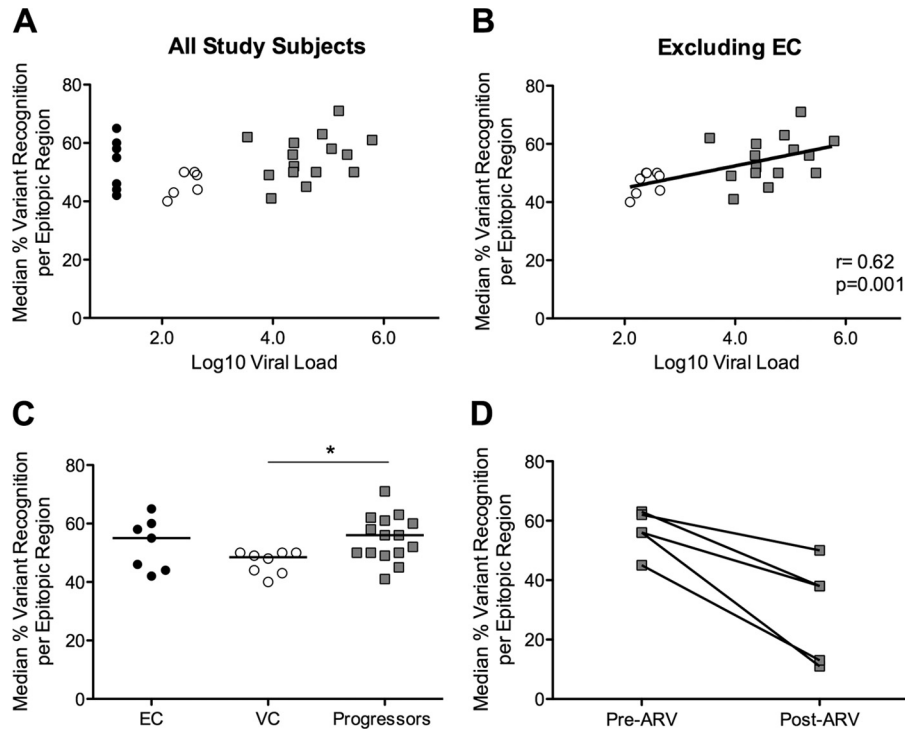 A
All Study Subjects
Median % Variant Recognition
per Epitopic Region
80
60
40
20
0
2.0 4.0 6.0
Log10 Viral Load
B
Excluding EC
Median % Variant Recognition
per Epitopic Region
80
60
40
20
0
r= 0.62
p=0.001
2.0 4.0 6.0
Log10 Viral Load
C
Median % Variant Recognition
per Epitopic Region
80
60
40
20
0
*
EC VC Progressors
D
Median % Variant Recognition
per Epitopic Region
80
60
40
20
0
Pre-ARV Post-ARV